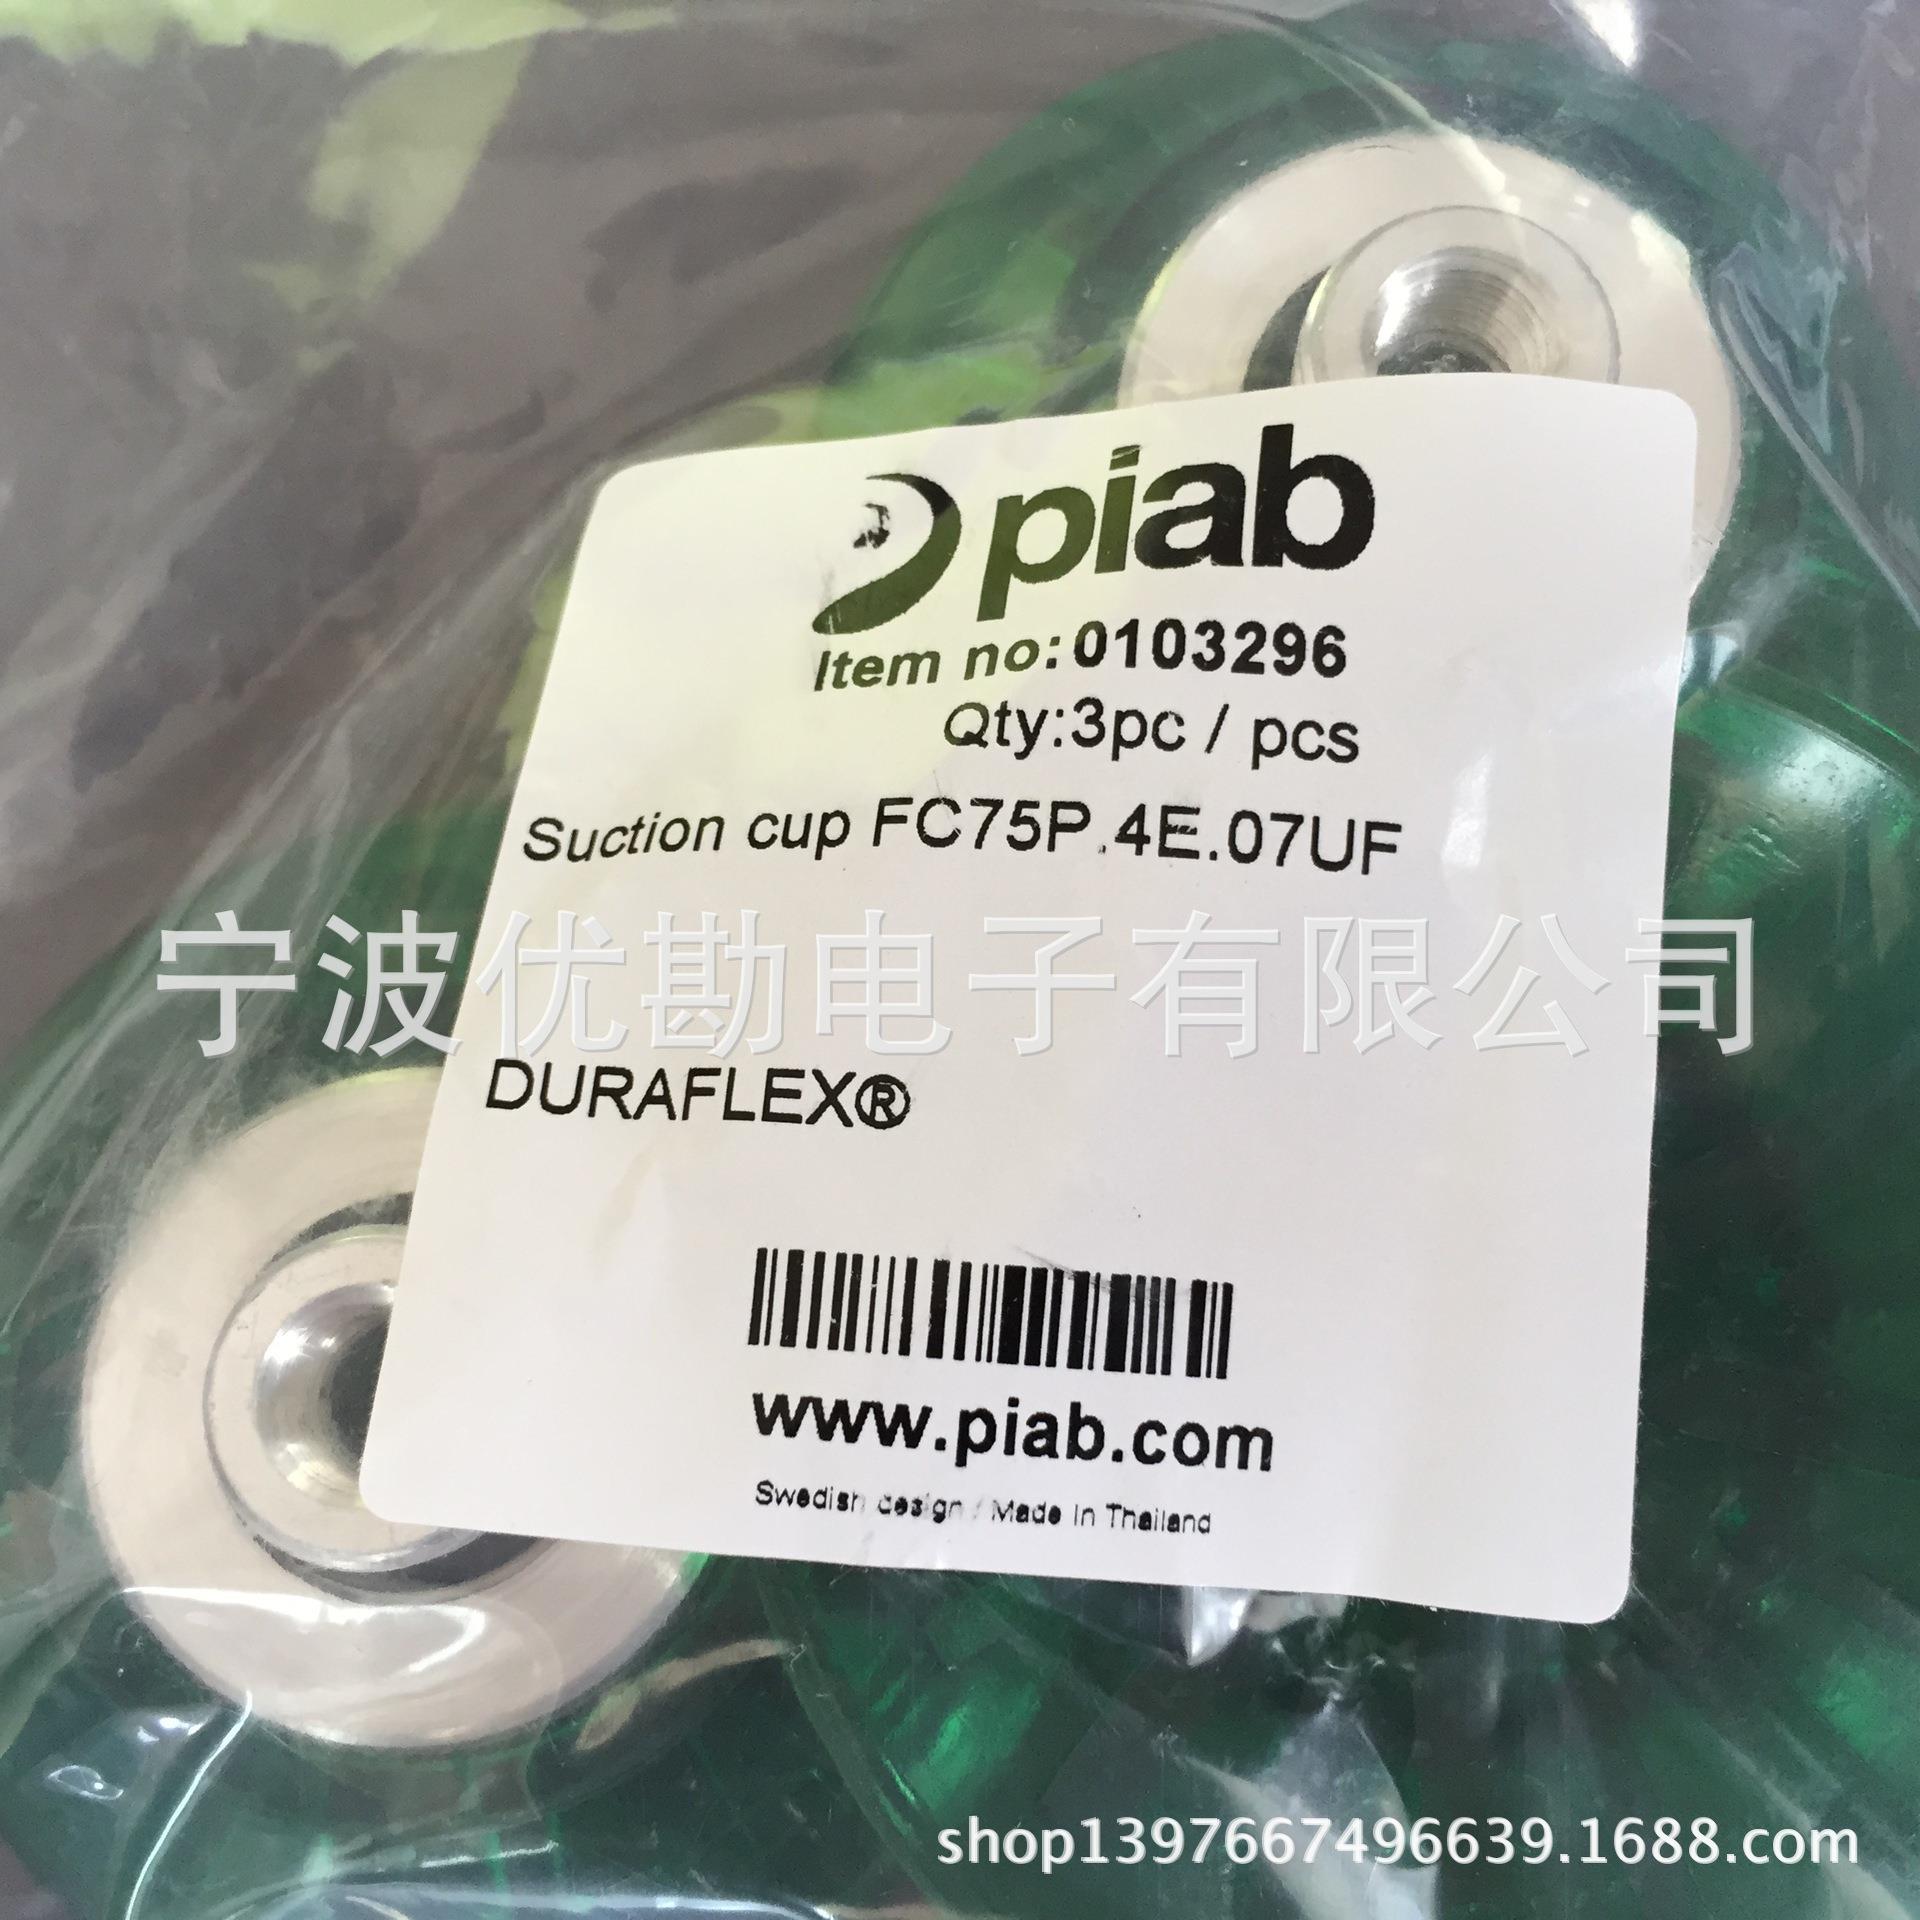 piab
Item no:0103296
Qty:3pc / pcs
Suction cup FC75P.4E.07UF
宁波优勘电子有限公司
DURAFLEX®
www.piab.com
Swedish design / Made In Thailand
shop1397667496639.1688.com